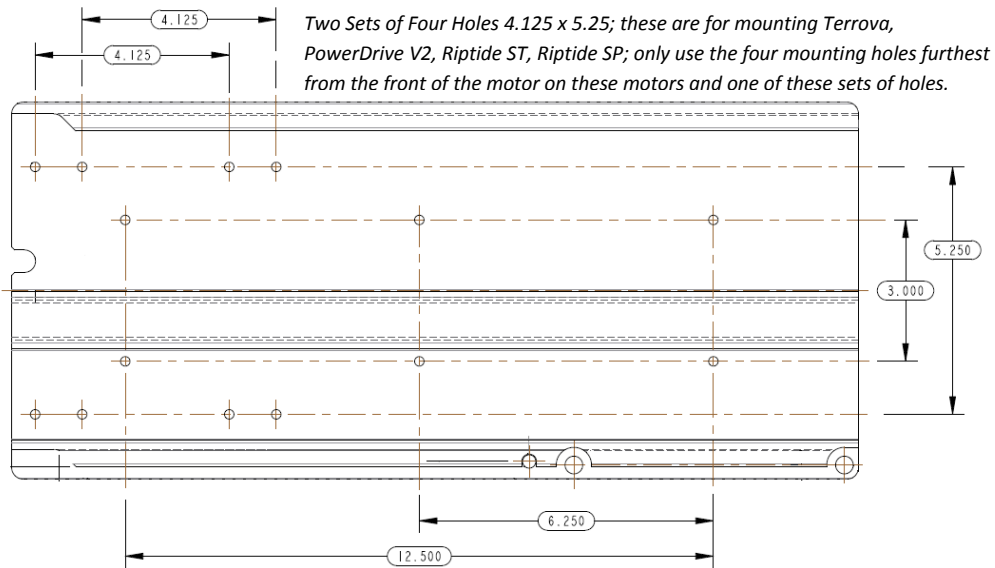 4.125
Two Sets of Four Holes 4.125 x 5.25; these are for mounting Terrova,
4.125
PowerDrive V2, Riptide ST, Riptide SP; only use the four mounting holes furthest
from the front of the motor on these motors and one of these sets of holes.
5.250
3.000
6.250
12.500